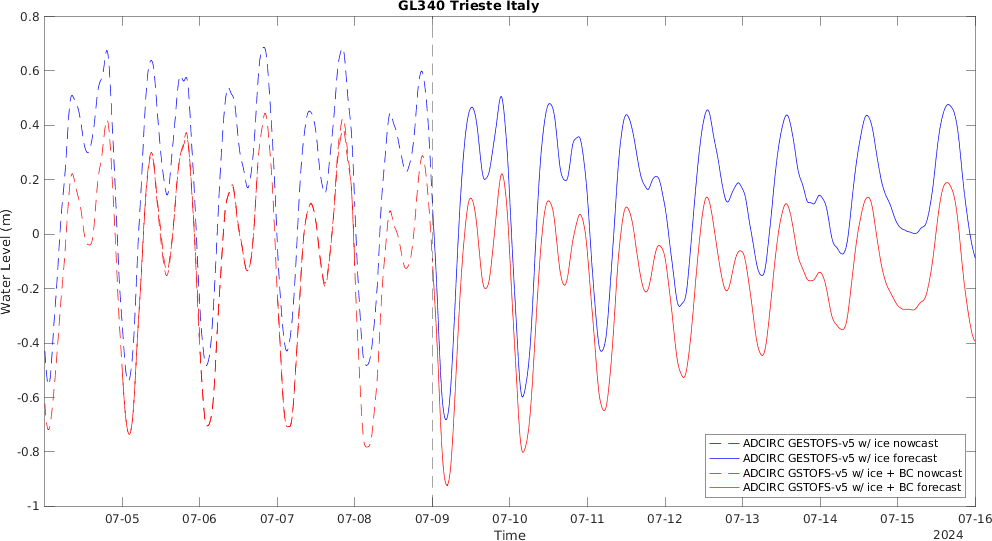 GL340 Trieste Italy
0.8
0.6
0.4
0.2
0
-0.2
-0.4
-0.6
-0.8
-1
Water Level (m)
ADCIRC GESTOFS-v5 w/ ice nowcast
ADCIRC GESTOFS-v5 w/ ice forecast
ADCIRC GSTOFS-v5 w/ ice + BC nowcast
ADCIRC GSTOFS-v5 w/ ice + BC forecast
07-05 07-06 07-07 07-08 07-09 07-10 07-11 07-12 07-13 07-14 07-15 07-16
Time
2024